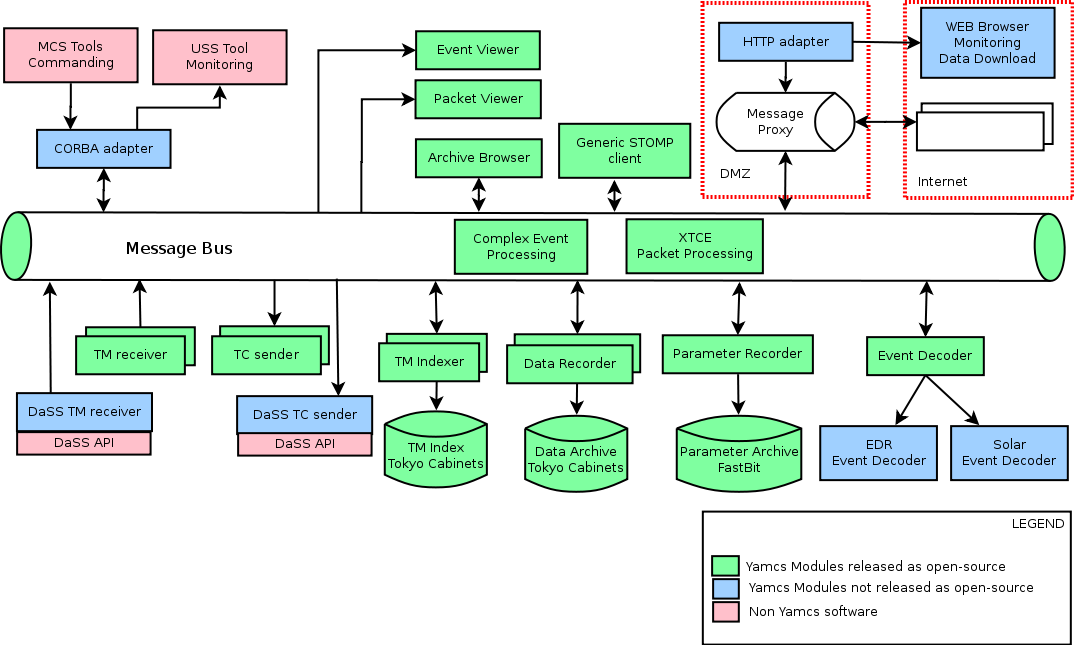 MCS Tools
Commanding
USS Tool
Monitoring
CORBA adapter
Event Viewer
Packet Viewer
Archive Browser
Generic STOMP
client
HTTP adapter
Message
Proxy
DMZ
WEB Browser
Monitoring
Data Download
Internet
Message Bus
Complex Event
Processing
XTCE
Packet Processing
TM receiver
TC sender
DaSS TM receiver
DaSS API
DaSS TC sender
DaSS API
TM Indexer
TM Index
Tokyo Cabinets
Data Recorder
Data Archive
Tokyo Cabinets
Parameter Recorder
Parameter Archive
FastBit
Event Decoder
EDR
Event Decoder
Solar
Event Decoder
LEGEND
Yamcs Modules released as open-source
Yamcs Modules not released as open-source
Non Yamcs software